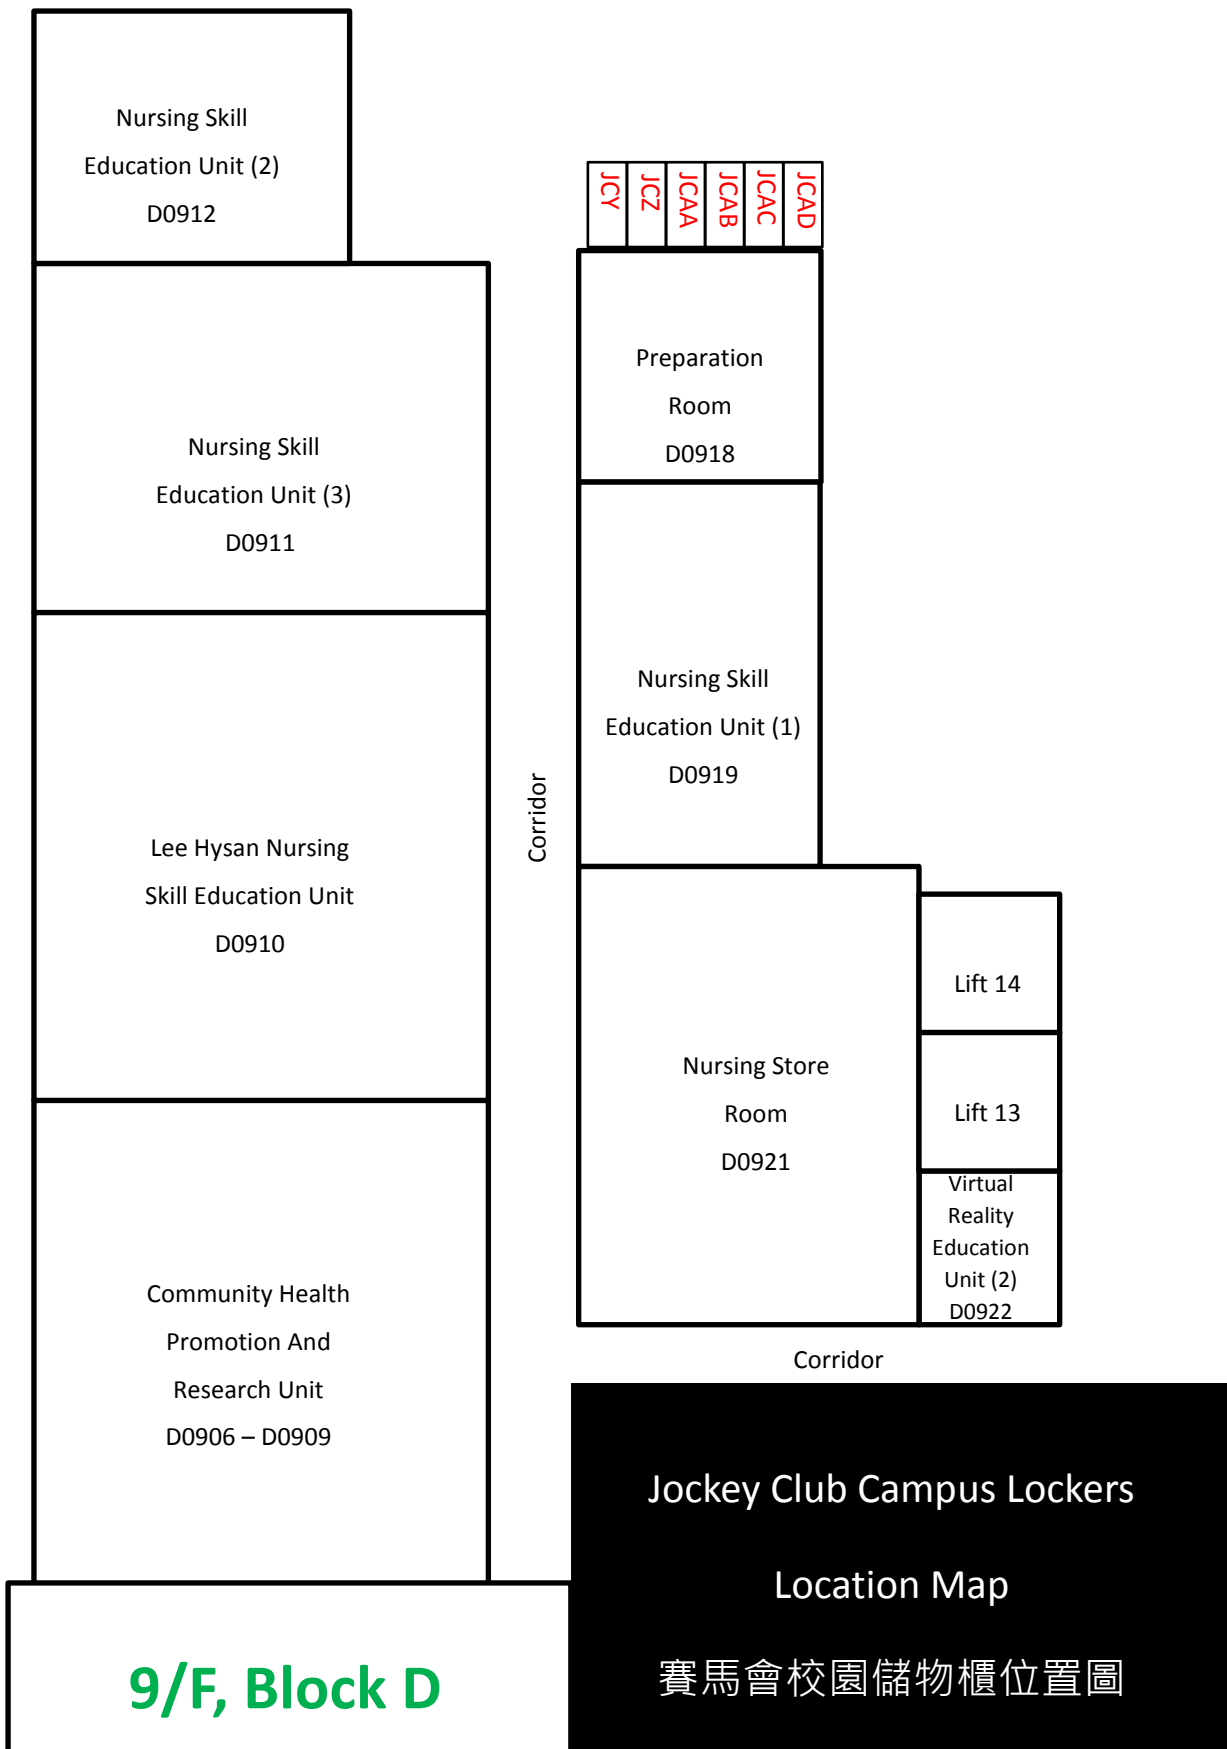 Nursing Skill
Education Unit (2)
D0912
JCY
JCZ
JCAA
JCAB
JCAC
JCAD
Preparation
Room
D0918
Nursing Skill
Education Unit (3)
D0911
Nursing Skill
Education Unit (1)
D0919
Corridor
Lee Hysan Nursing
Skill Education Unit
D0910
Lift 14
Nursing Store
Room
D0921
Lift 13
Virtual
Reality
Education
Unit (2)
D0922
Community Health
Promotion And
Research Unit
D0906 – D0909
Corridor
Jockey Club Campus Lockers
Location Map
賽馬會校園儲物櫃位置圖
9/F, Block D